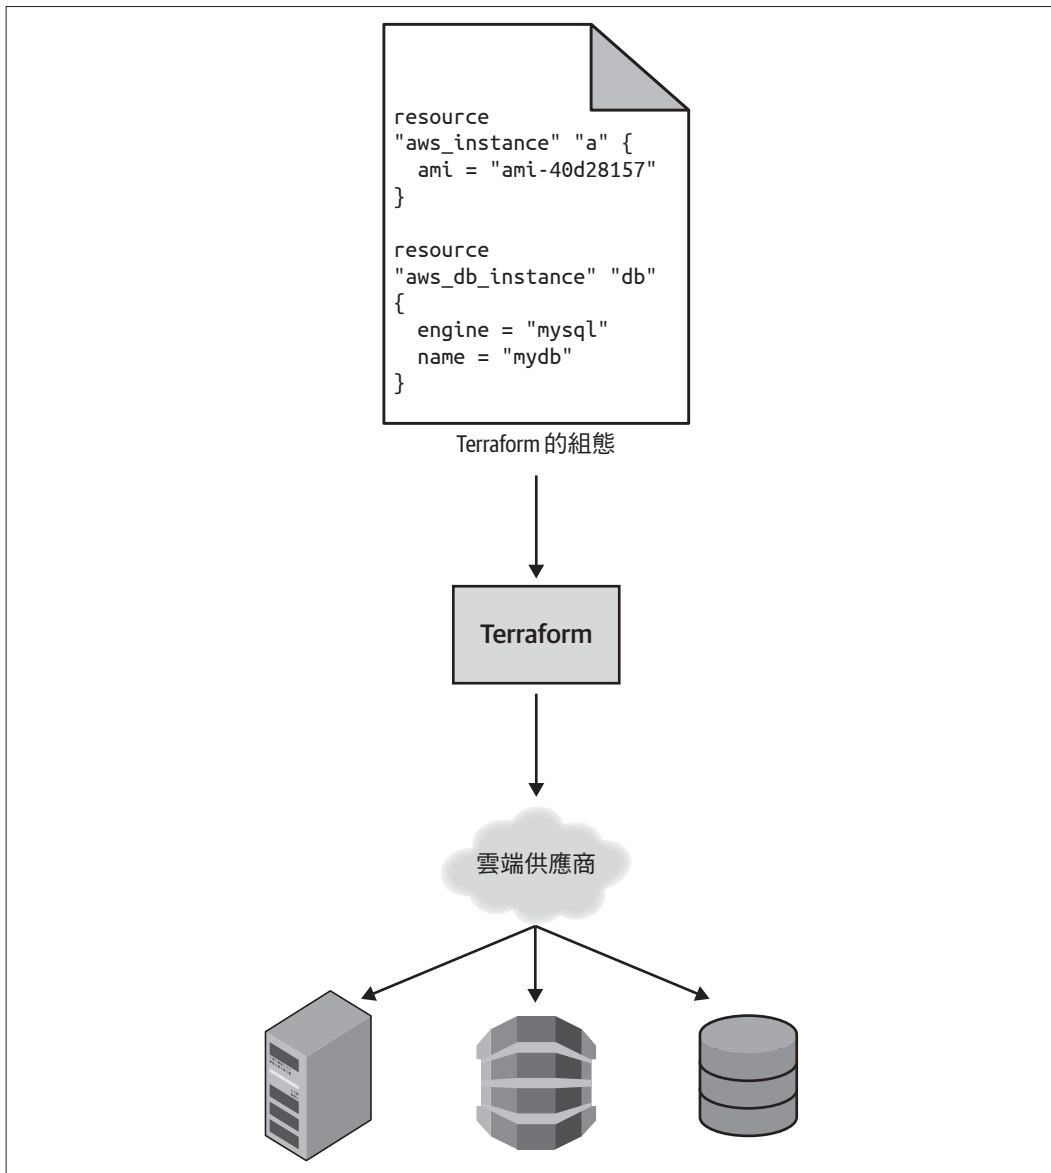 resource
"aws_instance" "a" {
  ami = "ami-40d28157"
}
resource
"aws_db_instance" "db"
{
  engine = "mysql"
  name = "mydb"
}
Terraform 的組態
Terraform
雲端供應商